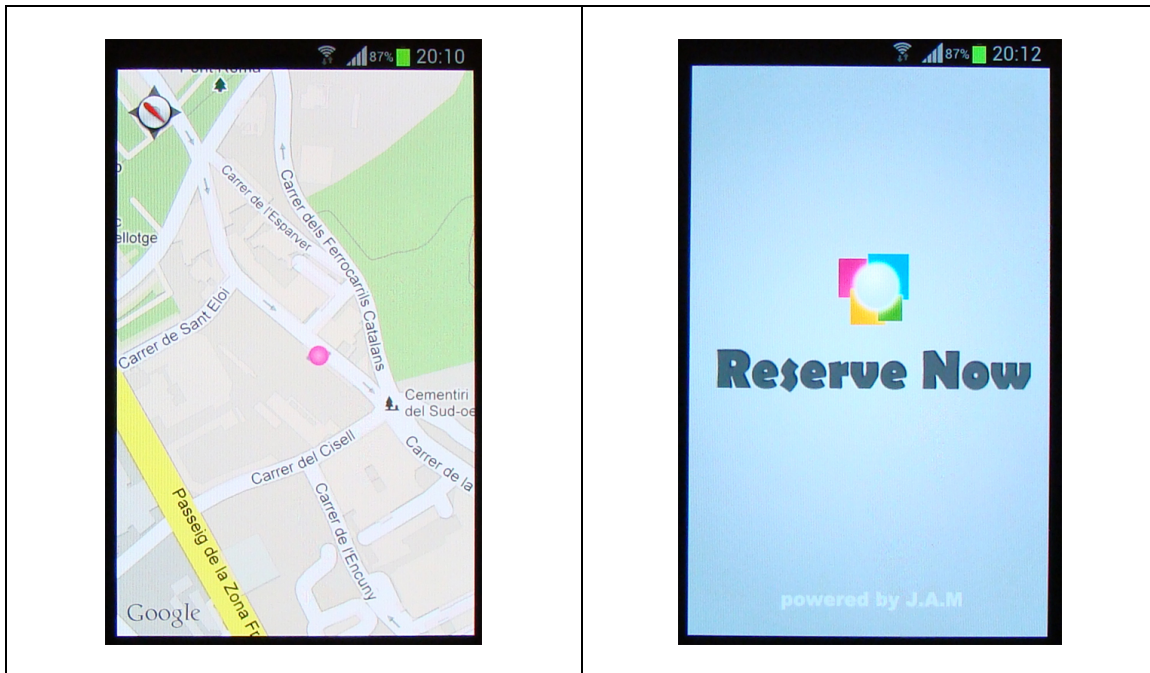 87% 20:10
Carrer de l'Esparver
Carrer dels Ferrocarrils Catalans
ellotge
Carrer de Sant Eloi
Cementiri
del Sud-oe
Carrer del Cisell
Carrer de la
Passeig de la Zona Fr
Carrer de l'Encuny
Google
87% 20:12
Reserve Now
powered by J.A.M